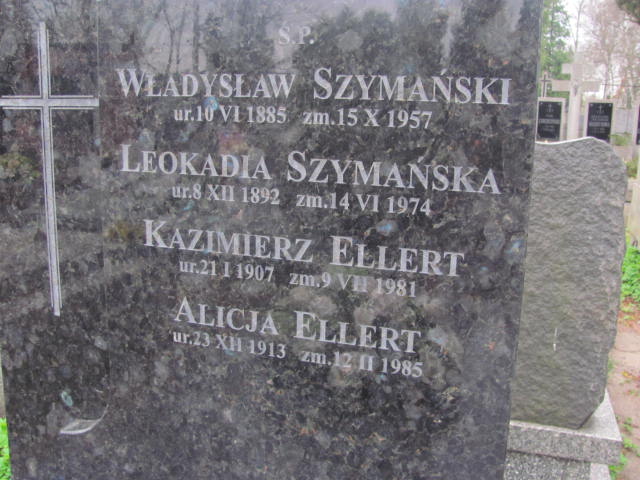 Ś.P.
WŁADYSŁAW SZYMAŃSKI
ur.10 VI 1885 zm.15 X 1957
LEOKADIA SZYMAŃSKA
ur.8 XII 1892 zm.14 VI 1974
KAZIMIERZ ELLERT
ur.21 I 1907 zm.9 VII 1981
ALICJA ELLERT
ur.23 XII 1913 zm.12 II 1985